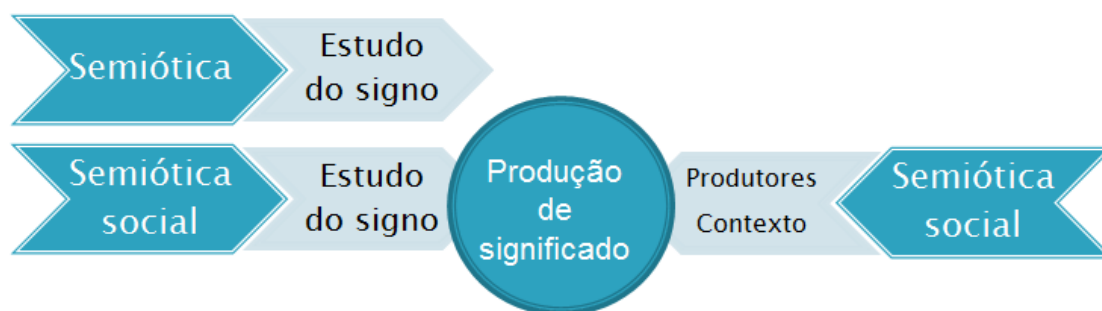 Semiótica
Estudo
do signo
Semiótica
social
Estudo
do signo
Produção
de
significado
Produtores
Contexto
Semiótica
social